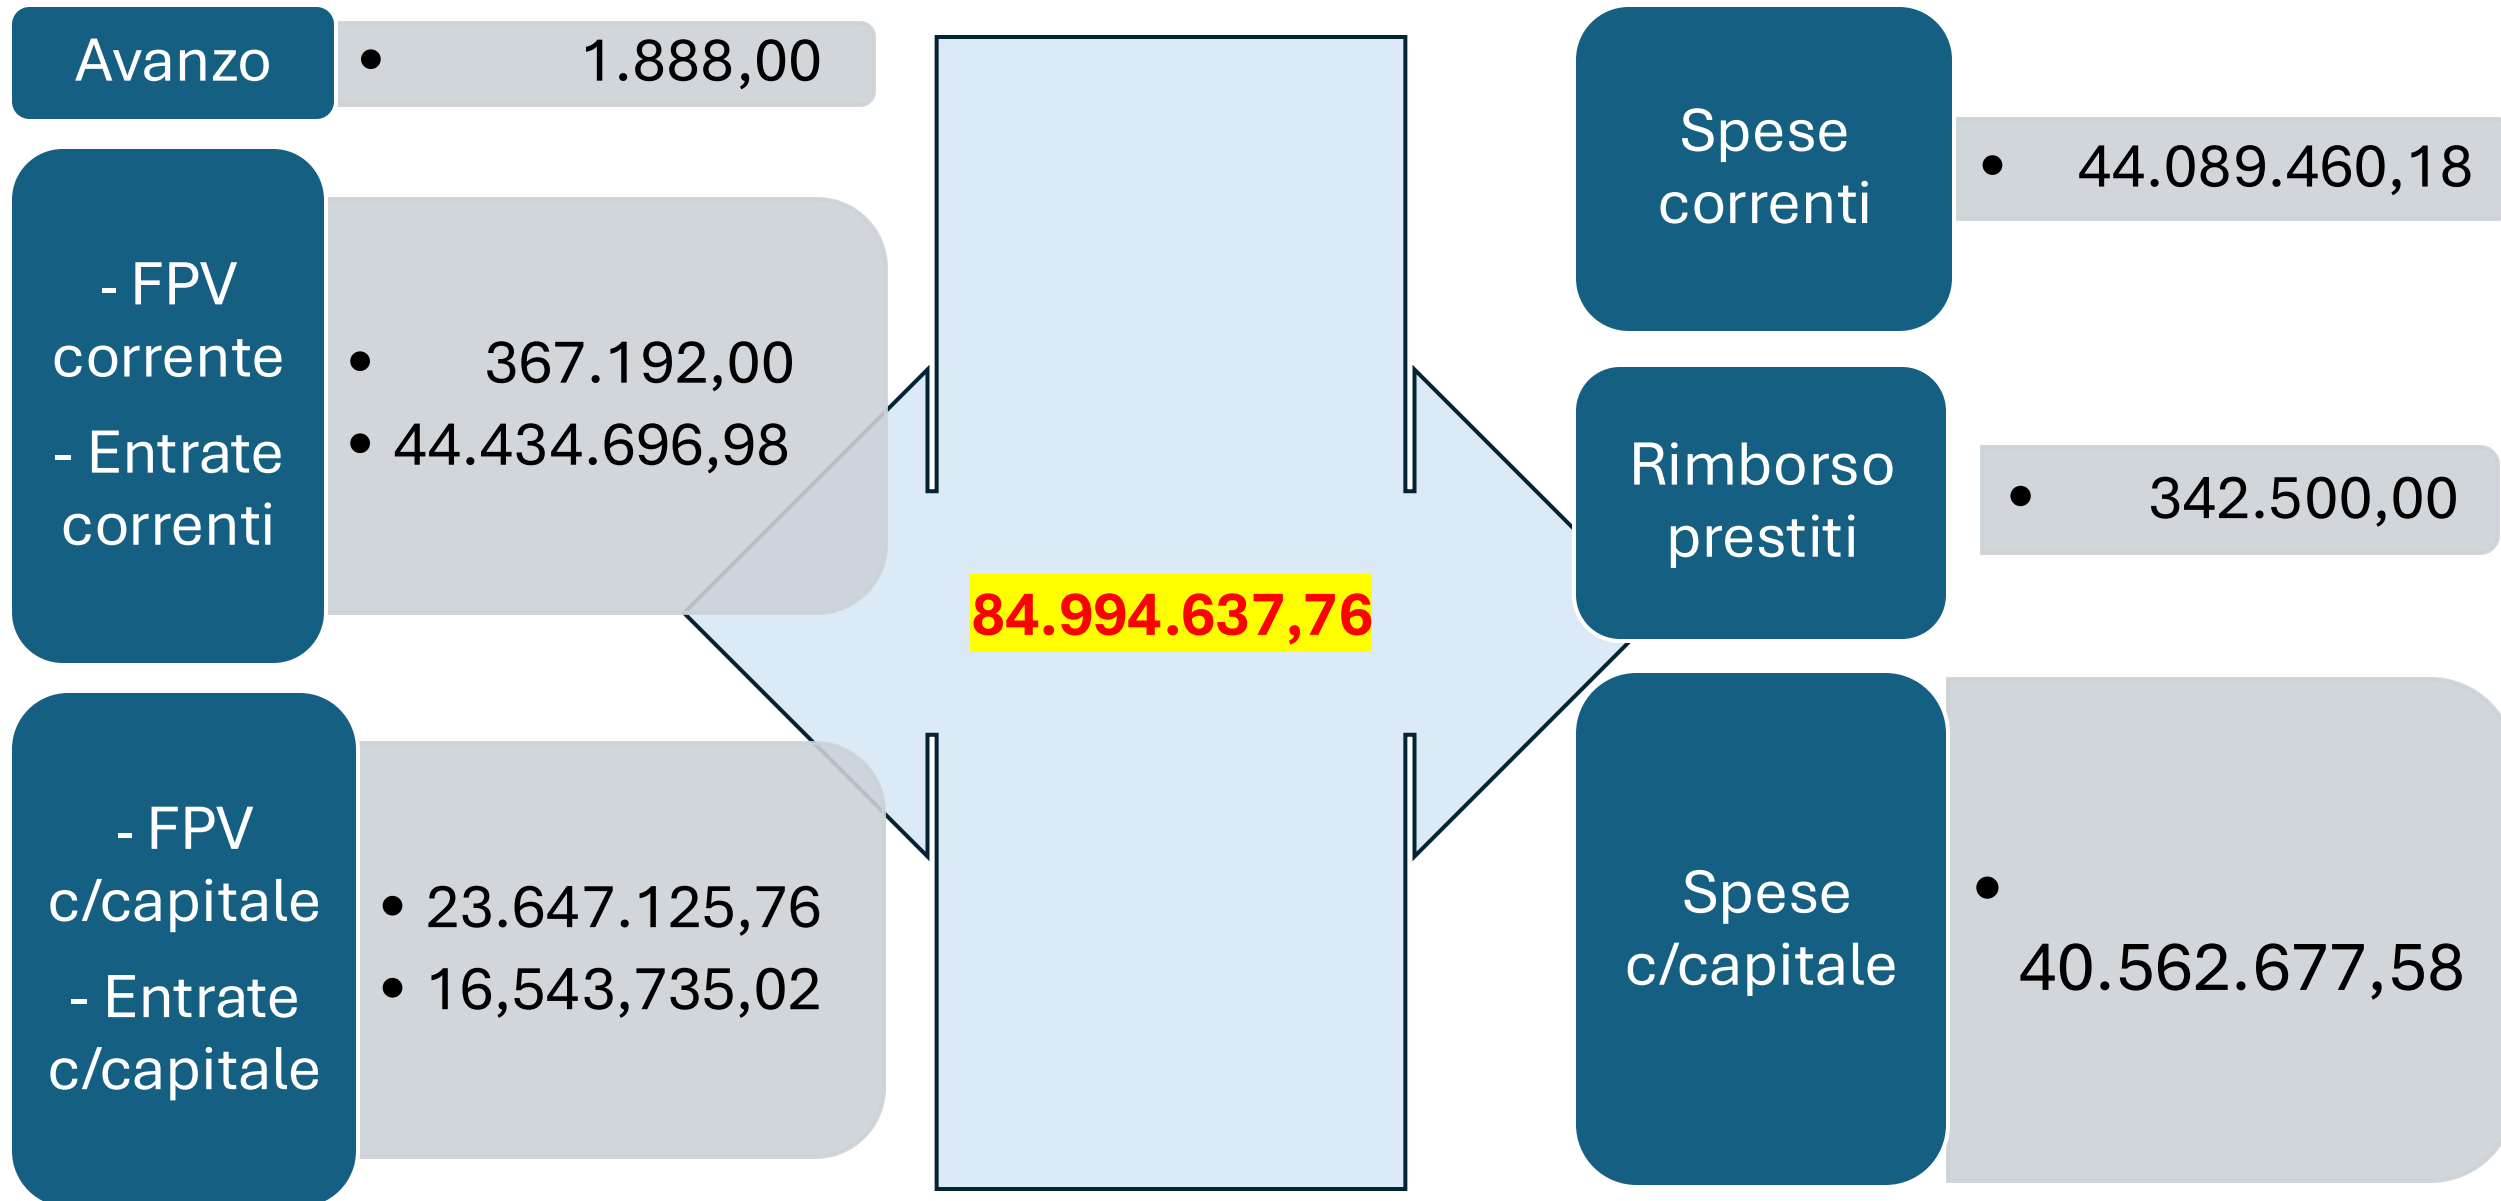 Avanzo
• 1.888,00
- FPV
corrente
- Entrate
correnti
• 367.192,00
• 44.434.696,98
- FPV
c/capitale
- Entrate
c/capitale
• 23.647.125,76
• 16,543,735,02
84.994.637,76
Spese
correnti
• 44.089.460,18
Rimborso
prestiti
• 342.500,00
Spese
c/capitale
•
40.562.677,58